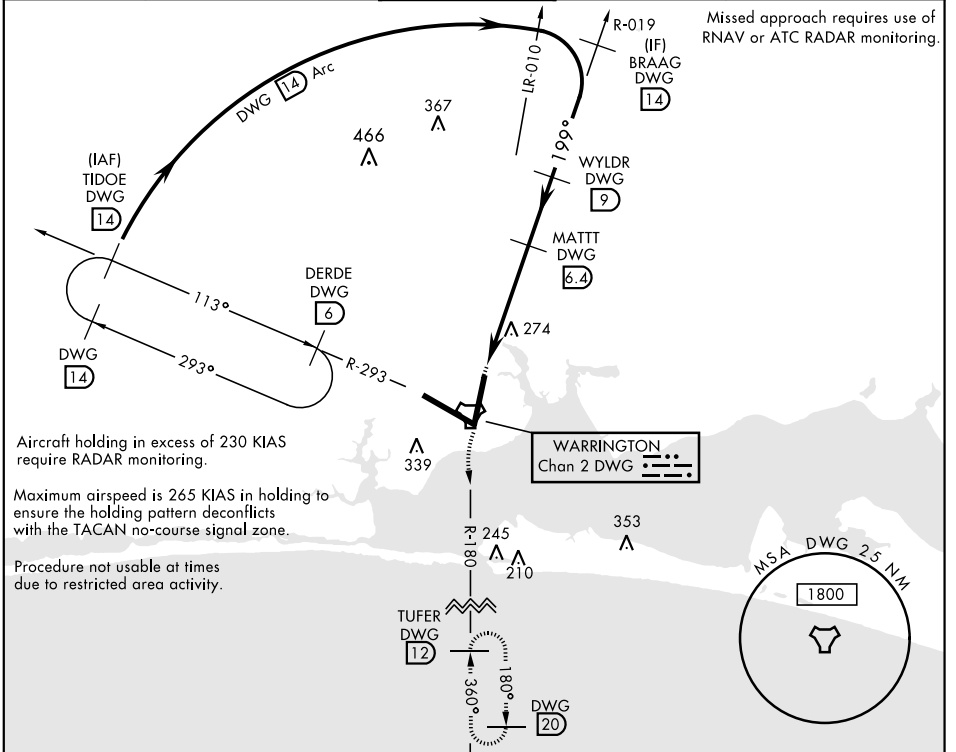 Missed approach requires use of
RNAV or ATC RADAR monitoring.
R-019
(IF)
BRAAG
DWG
14
LR-010
DWG 14 Arc
367
466
199°
WYLDR
DWG
9
(IAF)
TIDOE
DWG
14
MATTT
DWG
6.4
DERDE
DWG
6
113°
274
DWG
14
293°
R-293
WARRINGTON
Chan 2 DWG
339
Aircraft holding in excess of 230 KIAS
require RADAR monitoring.
Maximum airspeed is 265 KIAS in holding to
ensure the holding pattern deconflicts
with the TACAN no-course signal zone.
Procedure not usable at times
due to restricted area activity.
R-180
245
210
353
MSA DWG 25 NM
1800
TUFER
DWG
12
360°
180°
DWG
20